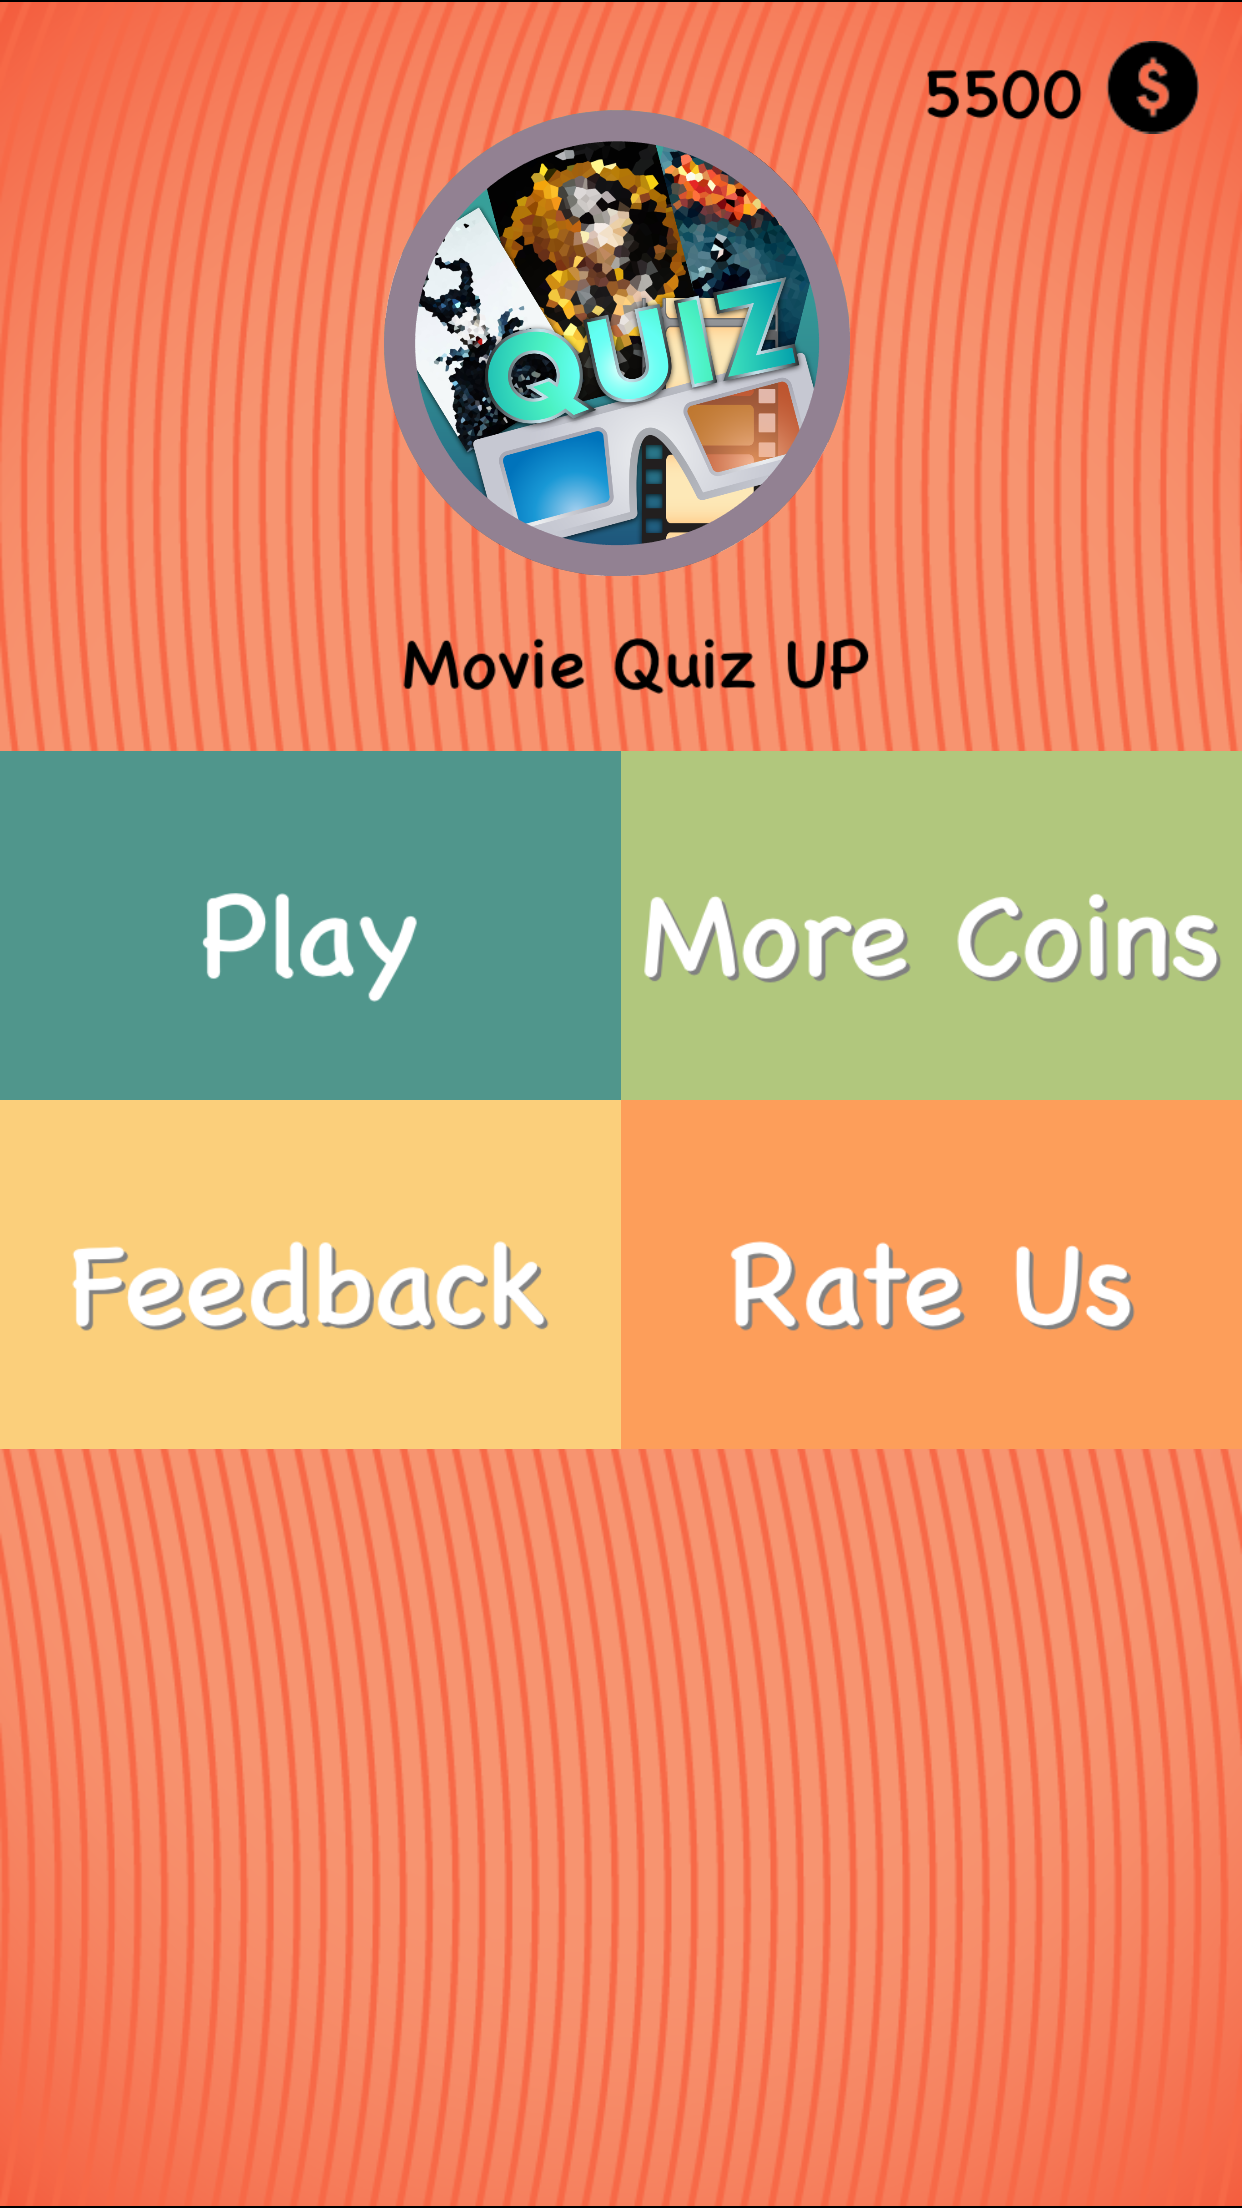 5500 $
QUIZ
Movie Quiz UP
Play
More Coins
Feedback
Rate Us